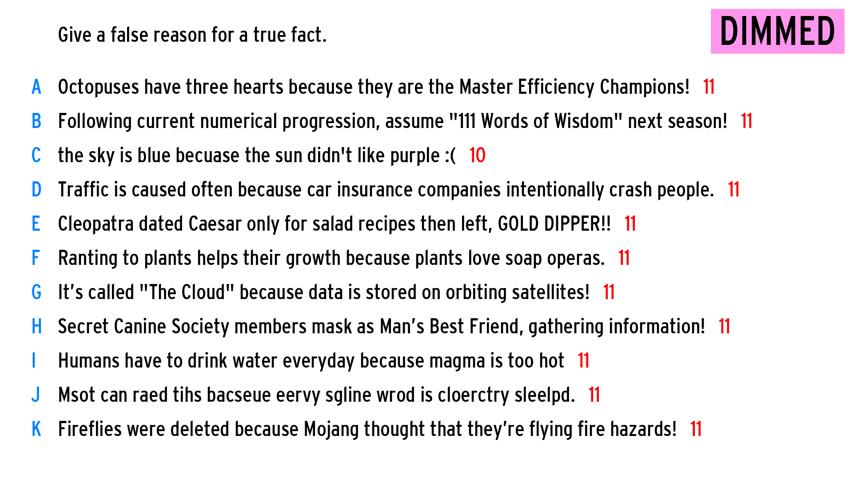 Give a false reason for a true fact.
DIMMED
A Octopuses have three hearts because they are the Master Efficiency Champions! 11
B Following current numerical progression, assume "111 Words of Wisdom" next season! 11
C the sky is blue becuase the sun didn't like purple :( 10
D Traffic is caused often because car insurance companies intentionally crash people. 11
E Cleopatra dated Caesar only for salad recipes then left, GOLD DIPPER!! 11
F Ranting to plants helps their growth because plants love soap operas. 11
G It's called "The Cloud" because data is stored on orbiting satellites! 11
H Secret Canine Society members mask as Man's Best Friend, gathering information! 11
I Humans have to drink water everyday because magma is too hot 11
J Msot can raed tihs bacseue eervy sgline wrod is cloerctry sleelpd. 11
K Fireflies were deleted because Mojang thought that they're flying fire hazards! 11